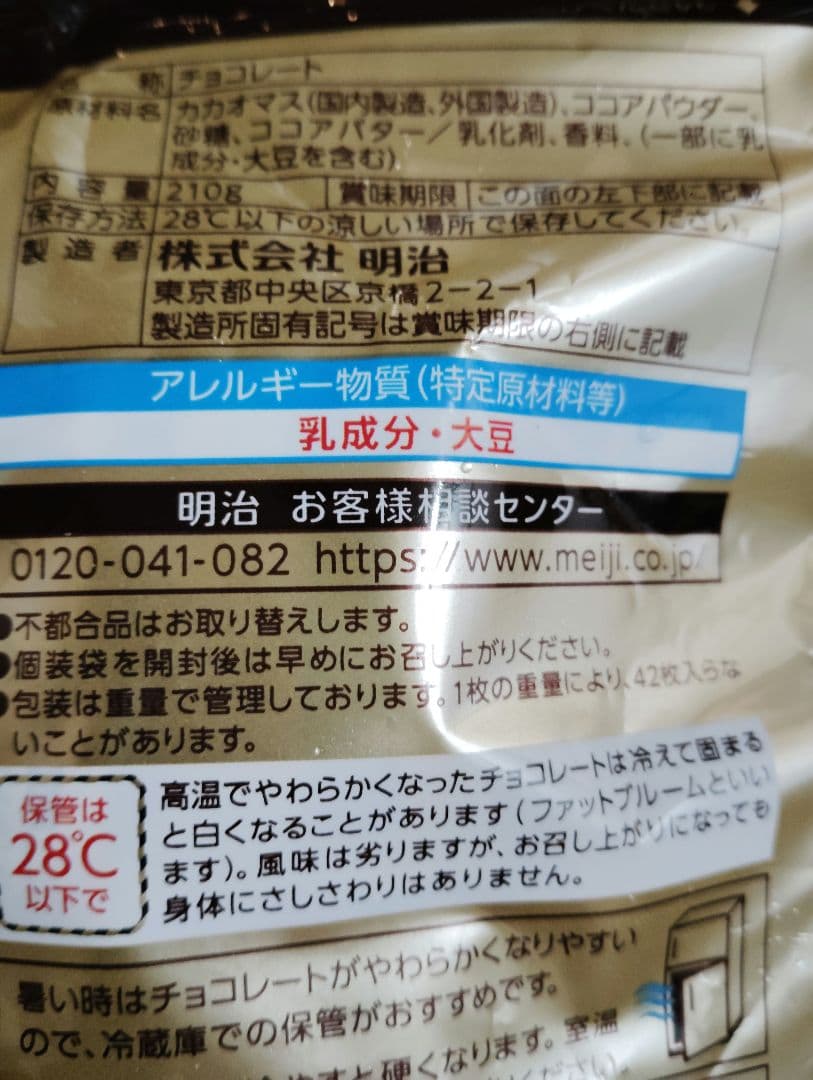 名 称 チョコレート
原材料名 カカオマス(国内製造、外国製造)、ココアパウダー、
砂糖、ココアバター/乳化剤、香料、(一部に乳
成分・大豆を含む)
内容量 210g 賞味期限 この面の左下部に記載
保存方法 28℃以下の涼しい場所で保存してください。
製造者 株式会社 明治
東京都中央区京橋2-2-1
製造所固有記号は賞味期限の右側に記載
アレルギー物質(特定原材料等)
乳成分・大豆
明治 お客様相談センター
0120-041-082 https://www.meiji.co.jp/
●不都合品はお取り替えします。
●個装袋を開封後は早めにお召し上がりください。
●包装は重量で管理しております。1枚の重量により、42枚入らな
いことがあります。
保管は
28℃
以下で
高温でやわらかくなったチョコレートは冷えて固まる
と白くなることがあります(ファットブルームといい
ます)。風味は劣りますが、お召し上がりになっても
身体にさしさわりはありません。
暑い時はチョコレートがやわらかくなりやすい
ので、冷蔵庫での保管がおすすめです。
すと硬くなります。室温
ください。